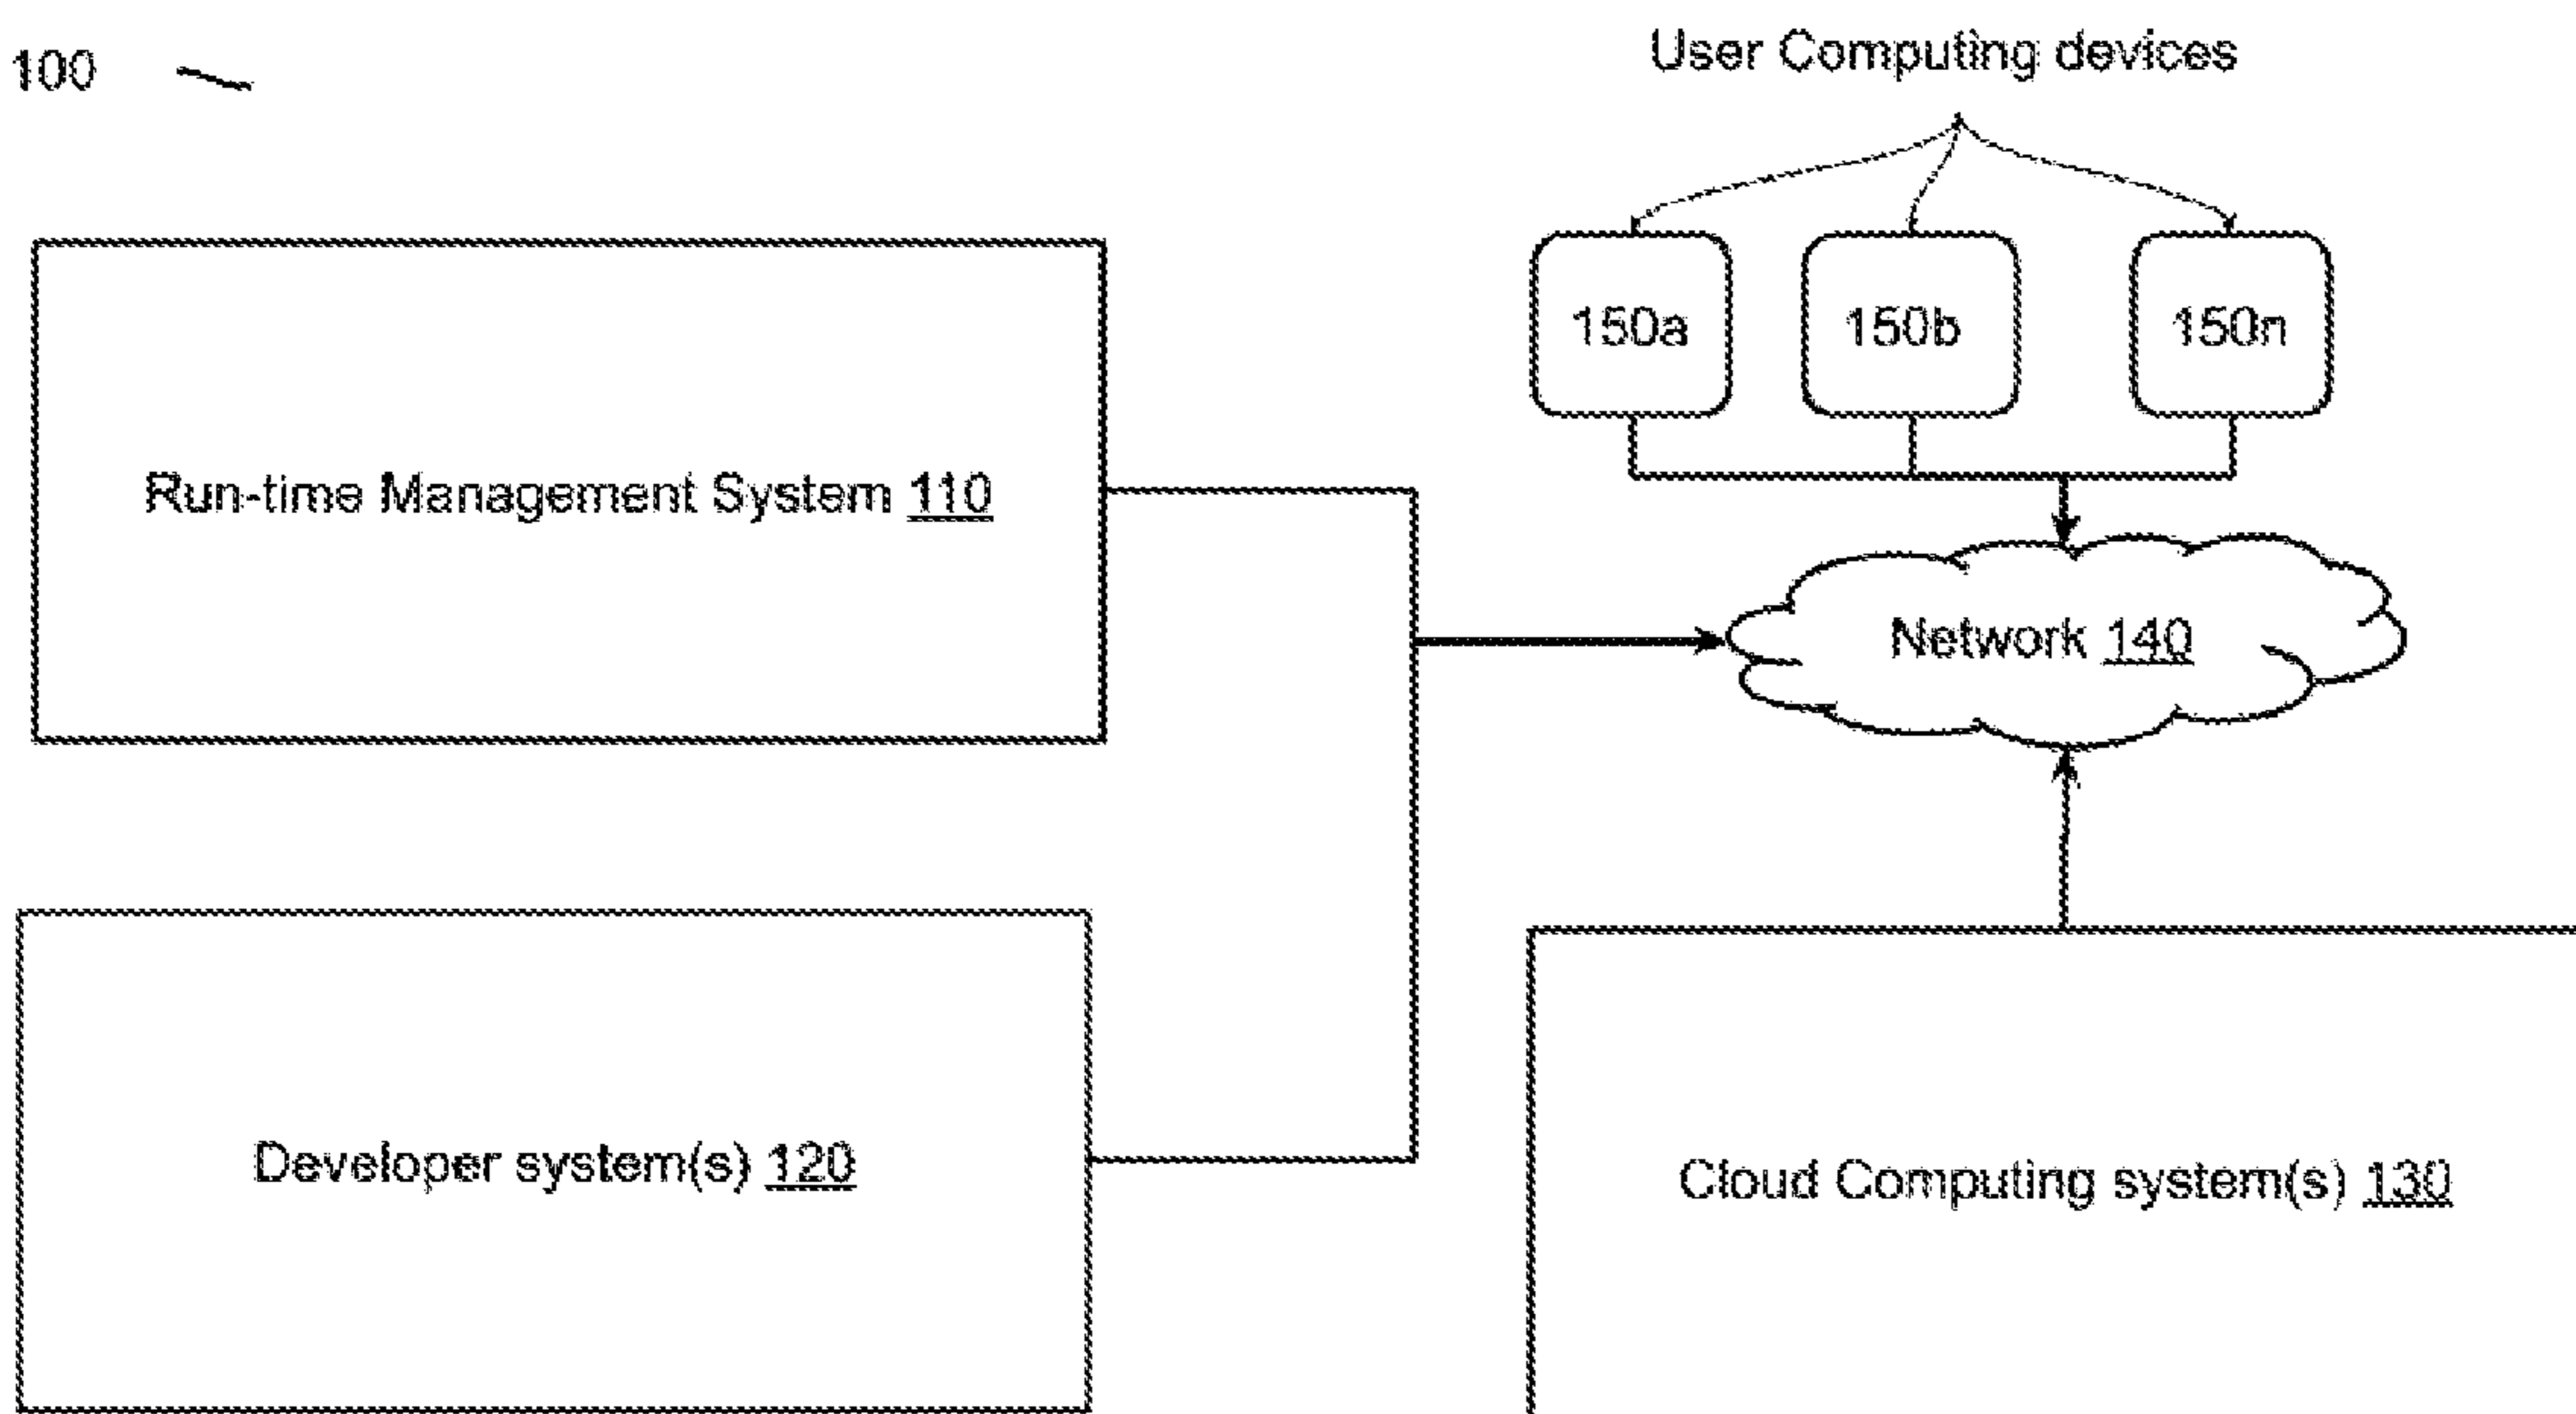 100
User Computing devices
150a
150b
150n
Run-time Management System 110
Network 140
Developer system(s) 120
Cloud Computing system(s) 130